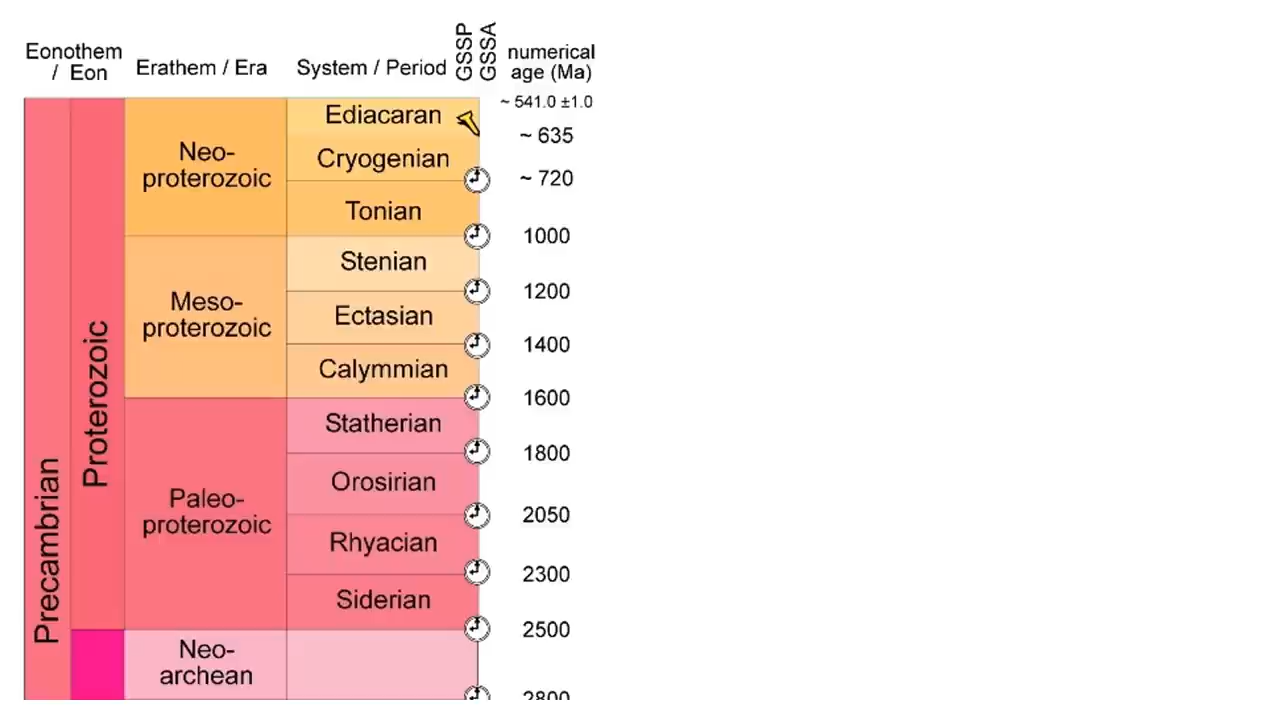 Eonothem
/ Eon
Erathem / Era
System / Period
GSSP
GSSA
numerical
age (Ma)
~ 541.0 ±1.0
Precambrian
Proterozoic
Neo-
proterozoic
Ediacaran
~ 635
Cryogenian
~ 720
Tonian
1000
Meso-
proterozoic
Stenian
1200
Ectasian
1400
Calymmian
1600
Paleo-
proterozoic
Statherian
1800
Orosirian
2050
Rhyacian
2300
Siderian
2500
Neo-
archean
2800